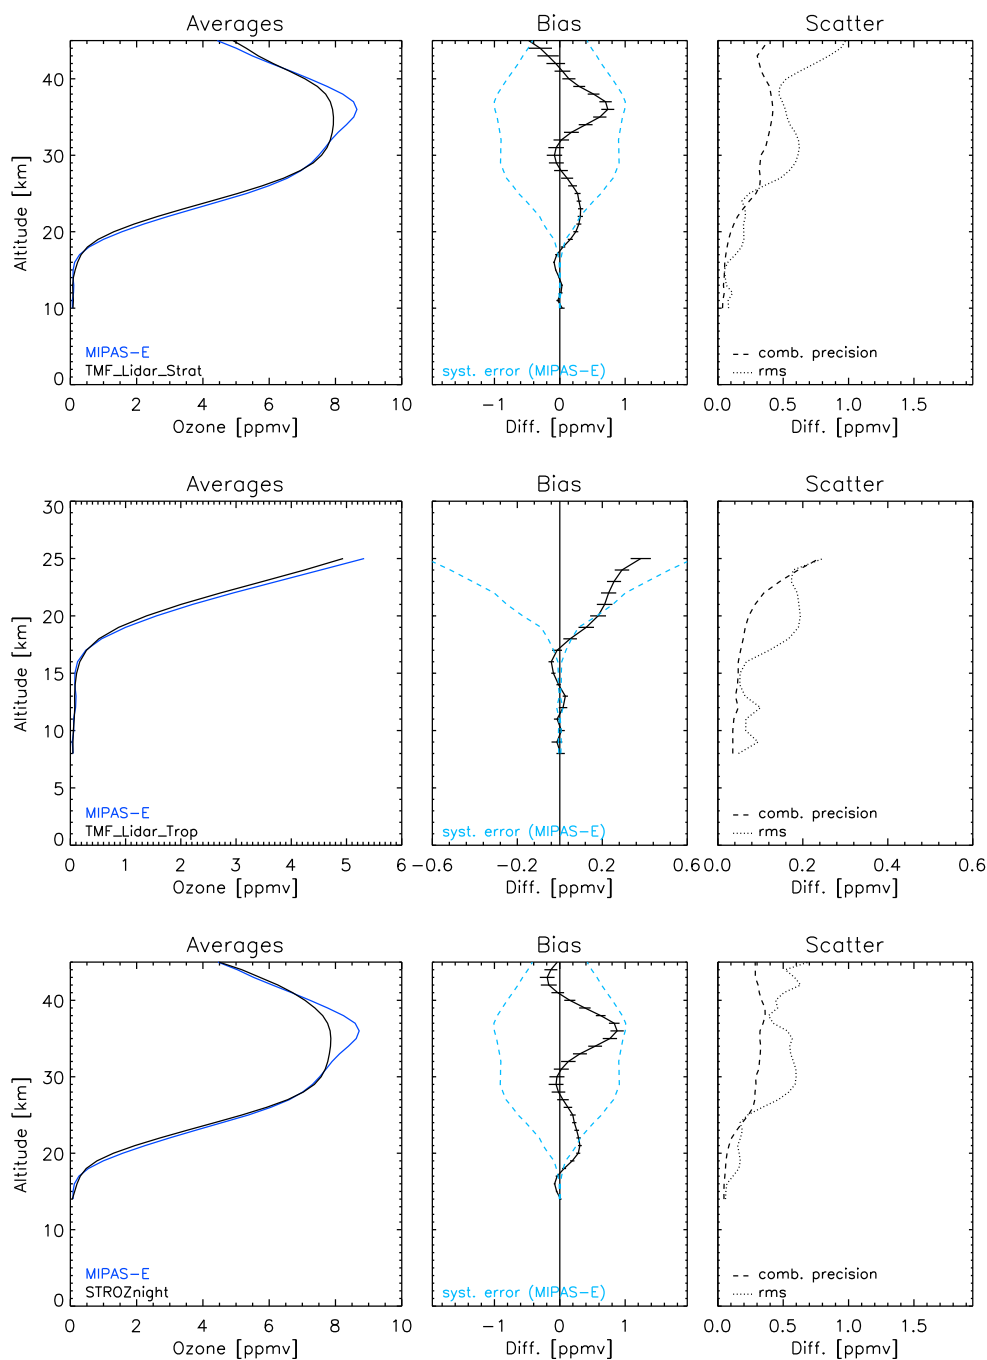 Averages Bias Scatter
Altitude [km]
40
30
20
10
0
MIPAS-E
TMF_Lidar_Strat
syst. error (MIPAS-E)
comb. precision
rms
0 2 4 6 8 10 -1 0 1 0.0 0.5 1.0 1.5
Ozone [ppmv] Diff. [ppmv] Diff. [ppmv]
Averages Bias Scatter
Altitude [km]
30
25
20
15
10
5
0
MIPAS-E
TMF_Lidar_Trop
syst. error (MIPAS-E)
comb. precision
rms
0 1 2 3 4 5 6 -0.6 -0.2 0.2 0.6 0.0 0.2 0.4 0.6
Ozone [ppmv] Diff. [ppmv] Diff. [ppmv]
Averages Bias Scatter
Altitude [km]
40
30
20
10
0
MIPAS-E
STROZnight
syst. error (MIPAS-E)
comb. precision
rms
0 2 4 6 8 10 -1 0 1 0.0 0.5 1.0 1.5
Ozone [ppmv] Diff. [ppmv] Diff. [ppmv]